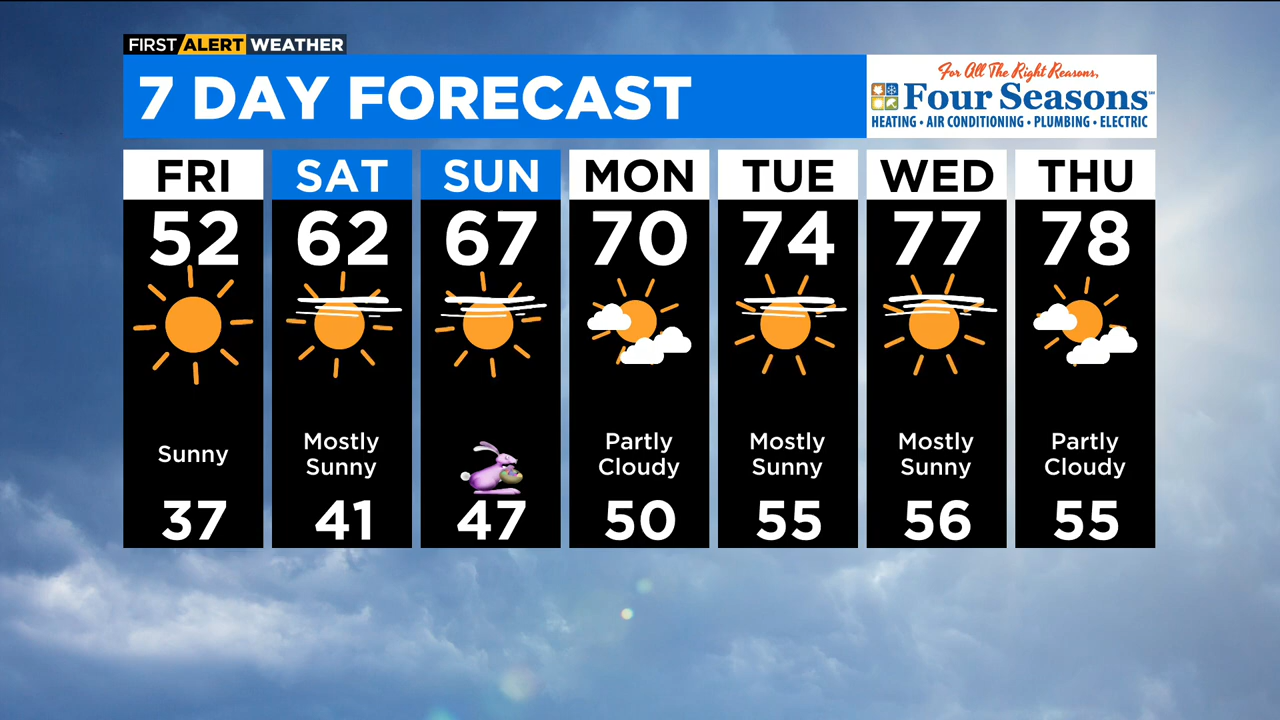 FIRST ALERT WEATHER
7 DAY FORECAST
For All The Right Reasons,
Four Seasons
HEATING • AIR CONDITIONING • PLUMBING • ELECTRIC
FRI SAT SUN MON TUE WED THU
52 62 67 70 74 77 78
Sunny
Mostly
Sunny
Partly
Cloudy
Mostly
Sunny
Mostly
Sunny
Partly
Cloudy
37 41 47 50 55 56 55